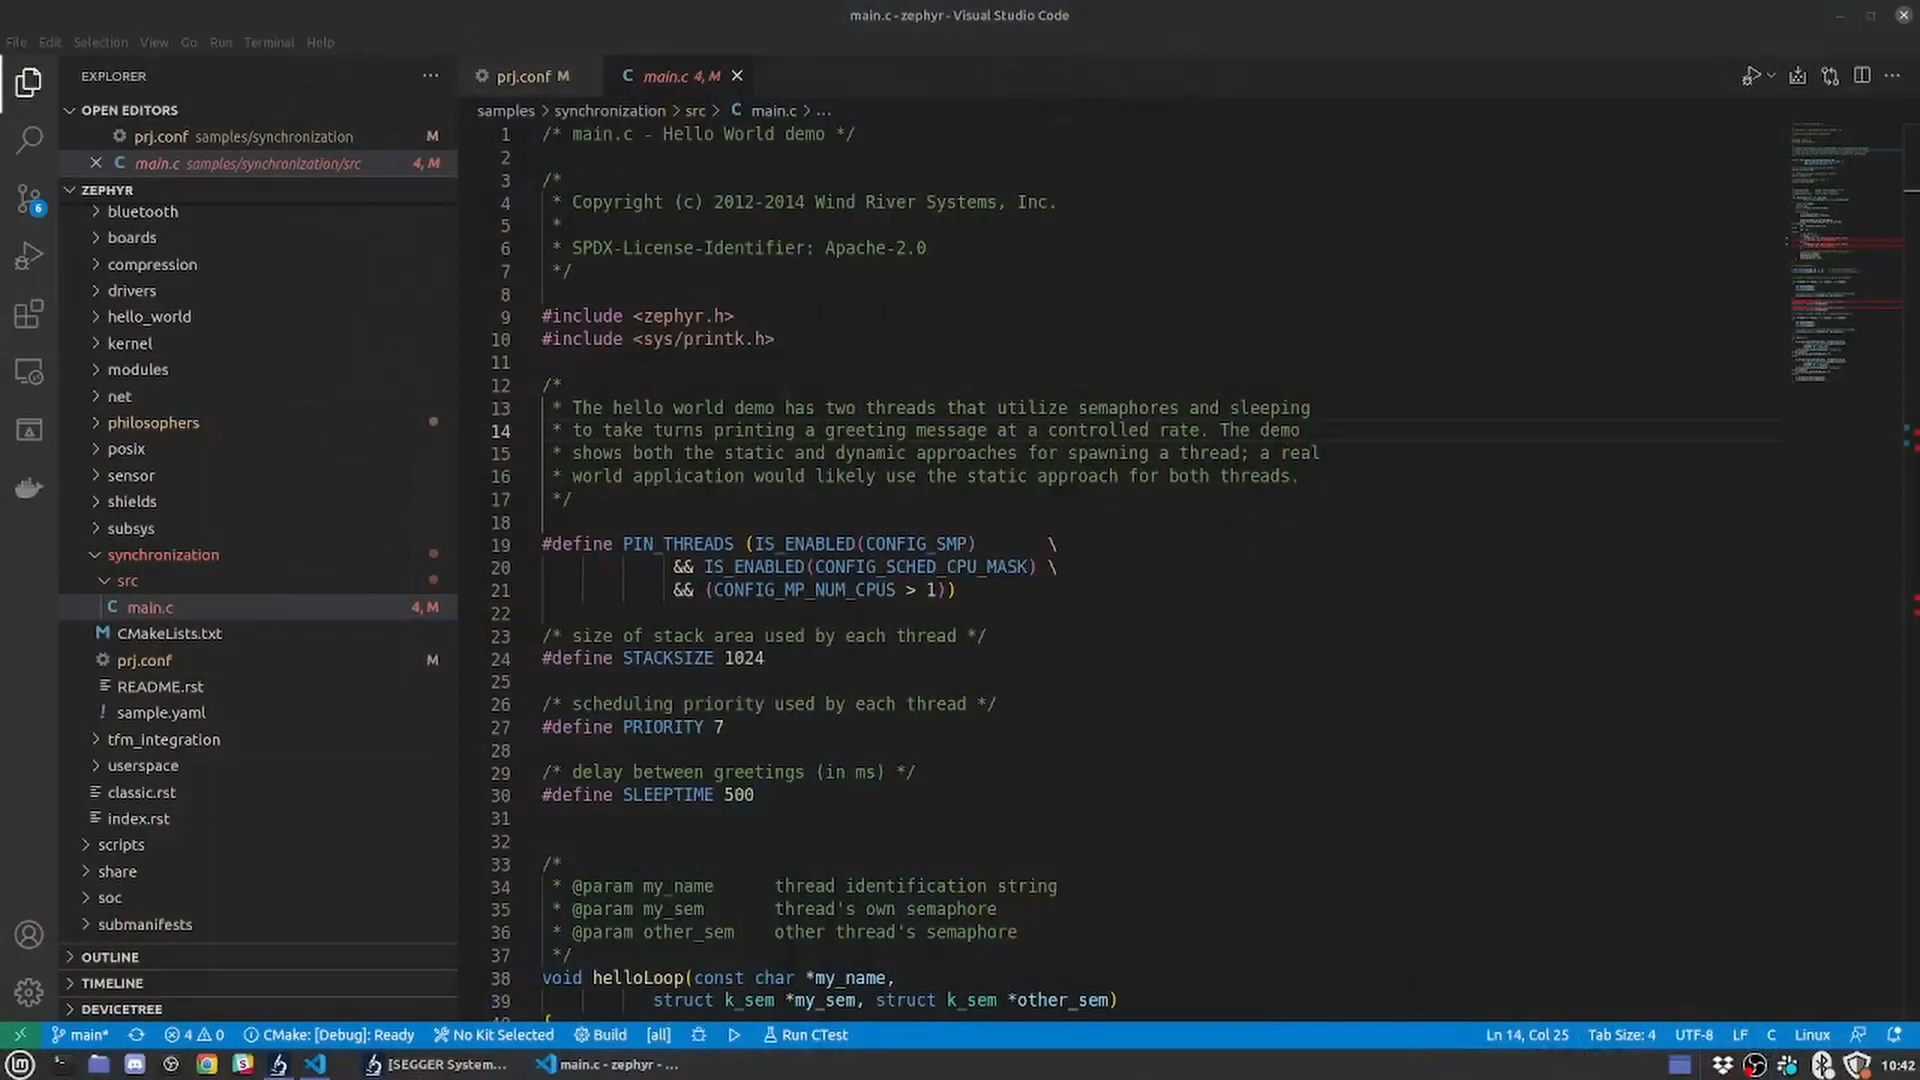 main.c - zephyr - Visual Studio Code
File Edit Selection View Go Run Terminal Help
EXPLORER
OPEN EDITORS
prj.conf samples/synchronization M
main.c samples/synchronization/src 4, M
ZEPHYR
bluetooth
boards
compression
drivers
hello_world
kernel
modules
net
philosophers
posix
sensor
shields
subsys
synchronization
src
main.c 4, M
CMakeLists.txt
prj.conf M
README.rst
sample.yaml
tfm_integration
userspace
classic.rst
index.rst
scripts
share
soc
submanifests
OUTLINE
TIMELINE
DEVICETREE
prj.conf M
C main.c 4, M
samples > synchronization > src > C main.c > ...
1 /* main.c - Hello World demo */
2
3 /*
4 * Copyright (c) 2012-2014 Wind River Systems, Inc.
5 *
6 * SPDX-License-Identifier: Apache-2.0
7 */
8
9 #include <zephyr.h>
10 #include <sys/printk.h>
11
12 /*
13 * The hello world demo has two threads that utilize semaphores and sleeping
14 * to take turns printing a greeting message at a controlled rate. The demo
15 * shows both the static and dynamic approaches for spawning a thread; a real
16 * world application would likely use the static approach for both threads.
17 */
18
19 #define PIN_THREADS (IS_ENABLED(CONFIG_SMP) \
20 && IS_ENABLED(CONFIG_SCHED_CPU_MASK) \
21 && (CONFIG_MP_NUM_CPUS > 1))
22
23 /* size of stack area used by each thread */
24 #define STACKSIZE 1024
25
26 /* scheduling priority used by each thread */
27 #define PRIORITY 7
28
29 /* delay between greetings (in ms) */
30 #define SLEEPTIME 500
31
32
33 /*
34 * @param my_name thread identification string
35 * @param my_sem thread's own semaphore
36 * @param other_sem other thread's semaphore
37 */
38 void helloLoop(const char *my_name,
39 struct k_sem *my_sem, struct k_sem *other_sem)
main* 4 0 CMake: [Debug]: Ready No Kit Selected Build [all] Run CTest Ln 14, Col 25 Tab Size: 4 UTF-8 LF C Linux
[SEGGER System... main.c - zephyr - ... 10:42